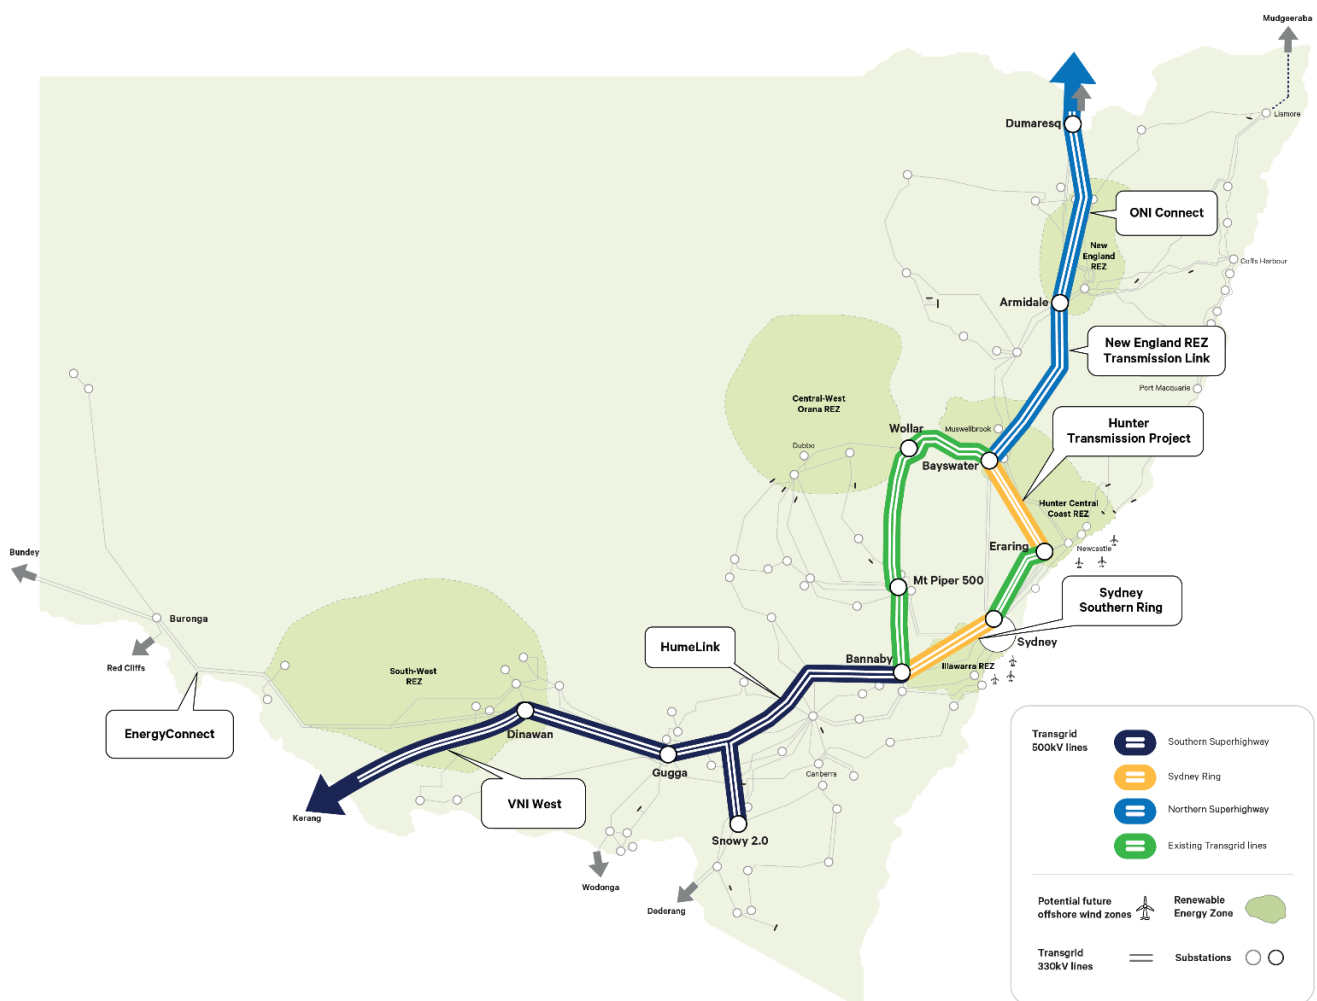 Mudgeeraba
Lismore
Dumaresq
ONI Connect
New
England
REZ
Coffs Harbour
Armidale
New England REZ
Transmission Link
Port Macquarie
Central-West
Orana REZ
Hunter
Transmission Project
Wollar
Muswellbrook
Dubbo
Bayswater
Hunter Central
Coast REZ
Eraring
Newcastle
Bundey
Mt Piper 500
Sydney
Southern Ring
Buronga
HumeLink
Sydney
Red Cliffs
Bannaby
Illawarra REZ
South-West
REZ
EnergyConnect
Dinawan
Gugga
Canberra
VNI West
Kerang
Snowy 2.0
Wodonga
Dederang
Transgrid
500kV lines
Southern Superhighway
Sydney Ring
Northern Superhighway
Existing Transgrid lines
Potential future
offshore wind zones
Renewable
Energy Zone
Transgrid
330kV lines
Substations